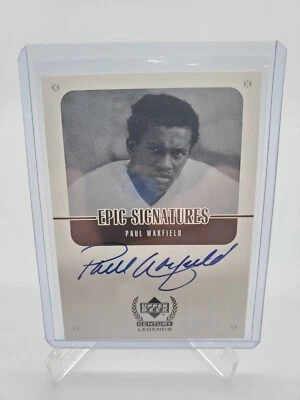 EPIC SIGNATURES
PAUL WARFIELD
Paul Warfield
UPPER DECK
CENTURY
LEGENDS